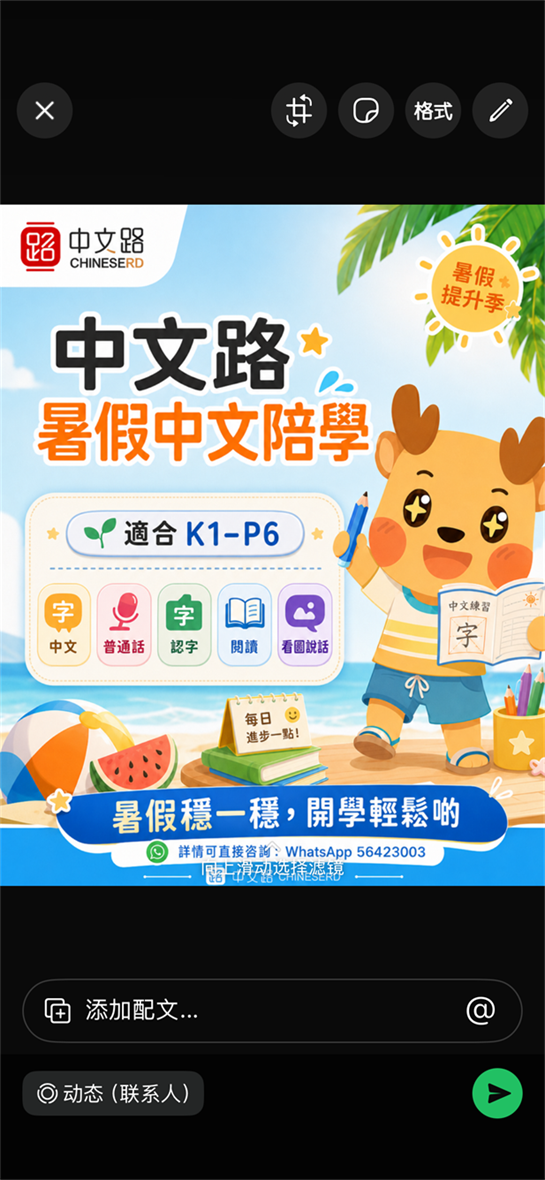 格式
中文路
CHINESERD
暑假
提升季
中文路
暑假中文陪學
適合 K1-P6
字
中文
普通話
字
認字
閱讀
看圖說話
中文練習
字
每日
進步一點!
暑假穩一穩，開學輕鬆啲
詳情可直接咨詢：WhatsApp 56423003
向上滑动选择滤镜
中文路 CHINESERD
添加配文...
@
动态 (联系人)